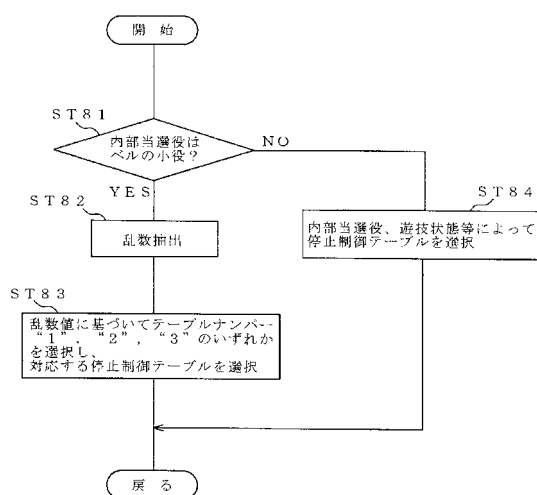 開 始
ST81
内部当選役は
ベルの小役？
NO
YES
ST82
乱数抽出
ST84
内部当選役、遊技状態等によって
停止制御テーブルを選択
ST83
乱数値に基づいてテーブルナンバー
“1”，“2”，“3”のいずれか
を選択し、
対応する停止制御テーブルを選択
戻 る